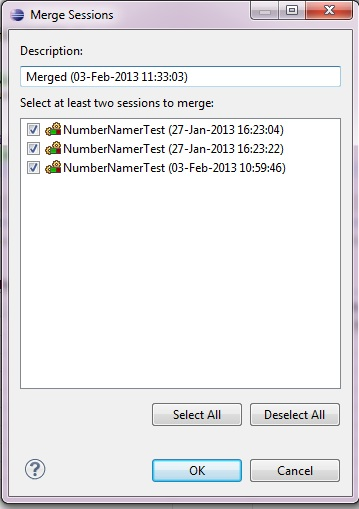 Merge Sessions
Description:
Merged (03-Feb-2013 11:33:03)
Select at least two sessions to merge:
NumberNamerTest (27-Jan-2013 16:23:04)
NumberNamerTest (27-Jan-2013 16:23:22)
NumberNamerTest (03-Feb-2013 10:59:46)
Select All Deselect All
? OK Cancel